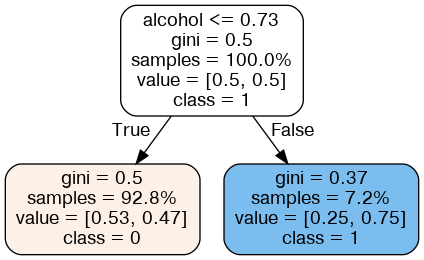 alcohol <= 0.73
gini = 0.5
samples = 100.0%
value = [0.5, 0.5]
class = 1
True
False
gini = 0.5
samples = 92.8%
value = [0.53, 0.47]
class = 0
gini = 0.37
samples = 7.2%
value = [0.25, 0.75]
class = 1